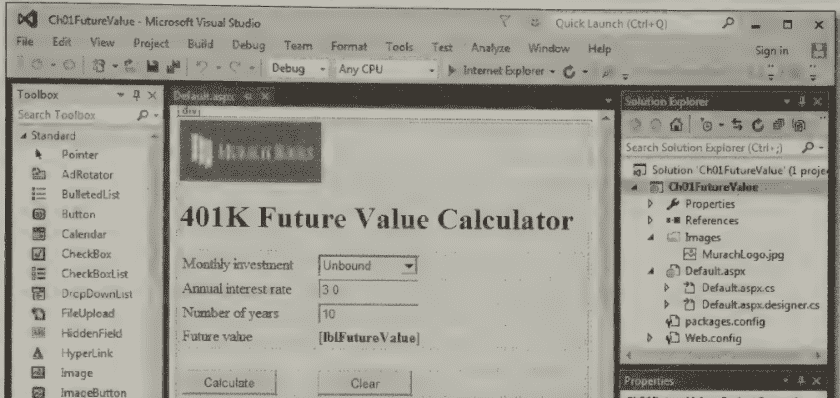 Ch01FutureValue - Microsoft Visual Studio
Quick Launch (Ctrl+Q)
File Edit View Project Build Debug Team Format Tools Test Analyze Window Help
Sign in
Debug Any CPU Internet Explorer
Toolbox
Search Toolbox
Standard
Pointer
AdRotator
BulletedList
Button
Calendar
CheckBox
CheckBoxList
DropDownList
FileUpload
HiddenField
HyperLink
Image
ImageButton
Default.aspx
div
401K Future Value Calculator
Monthly investment Unbound
Annual interest rate 3.0
Number of years 10
Future value [lblFutureValue]
Calculate Clear
Solution Explorer
Search Solution Explorer (Ctrl+;)
Solution 'Ch01FutureValue' (1 proje
Ch01FutureValue
Properties
References
Images
MurachLogo.jpg
Default.aspx
Default.aspx.cs
Default.aspx.designer.cs
packages.config
Web.config
Properties